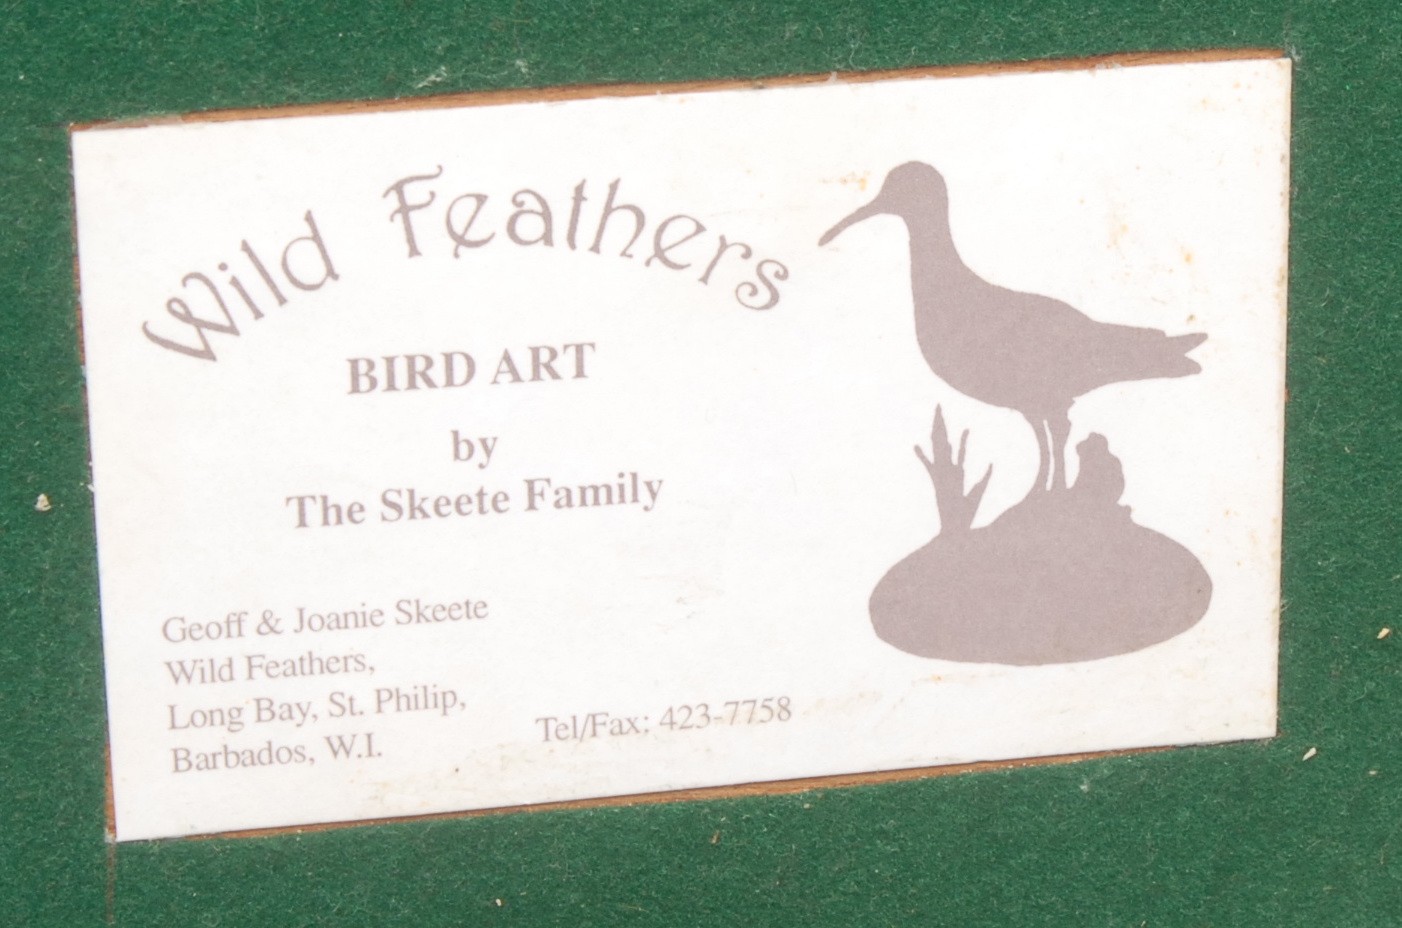 Wild Feathers
BIRD ART
by
The Skeete Family
Geoff & Joanie Skeete
Wild Feathers,
Long Bay, St. Philip,
Barbados, W.I.
Tel/Fax: 423-7758